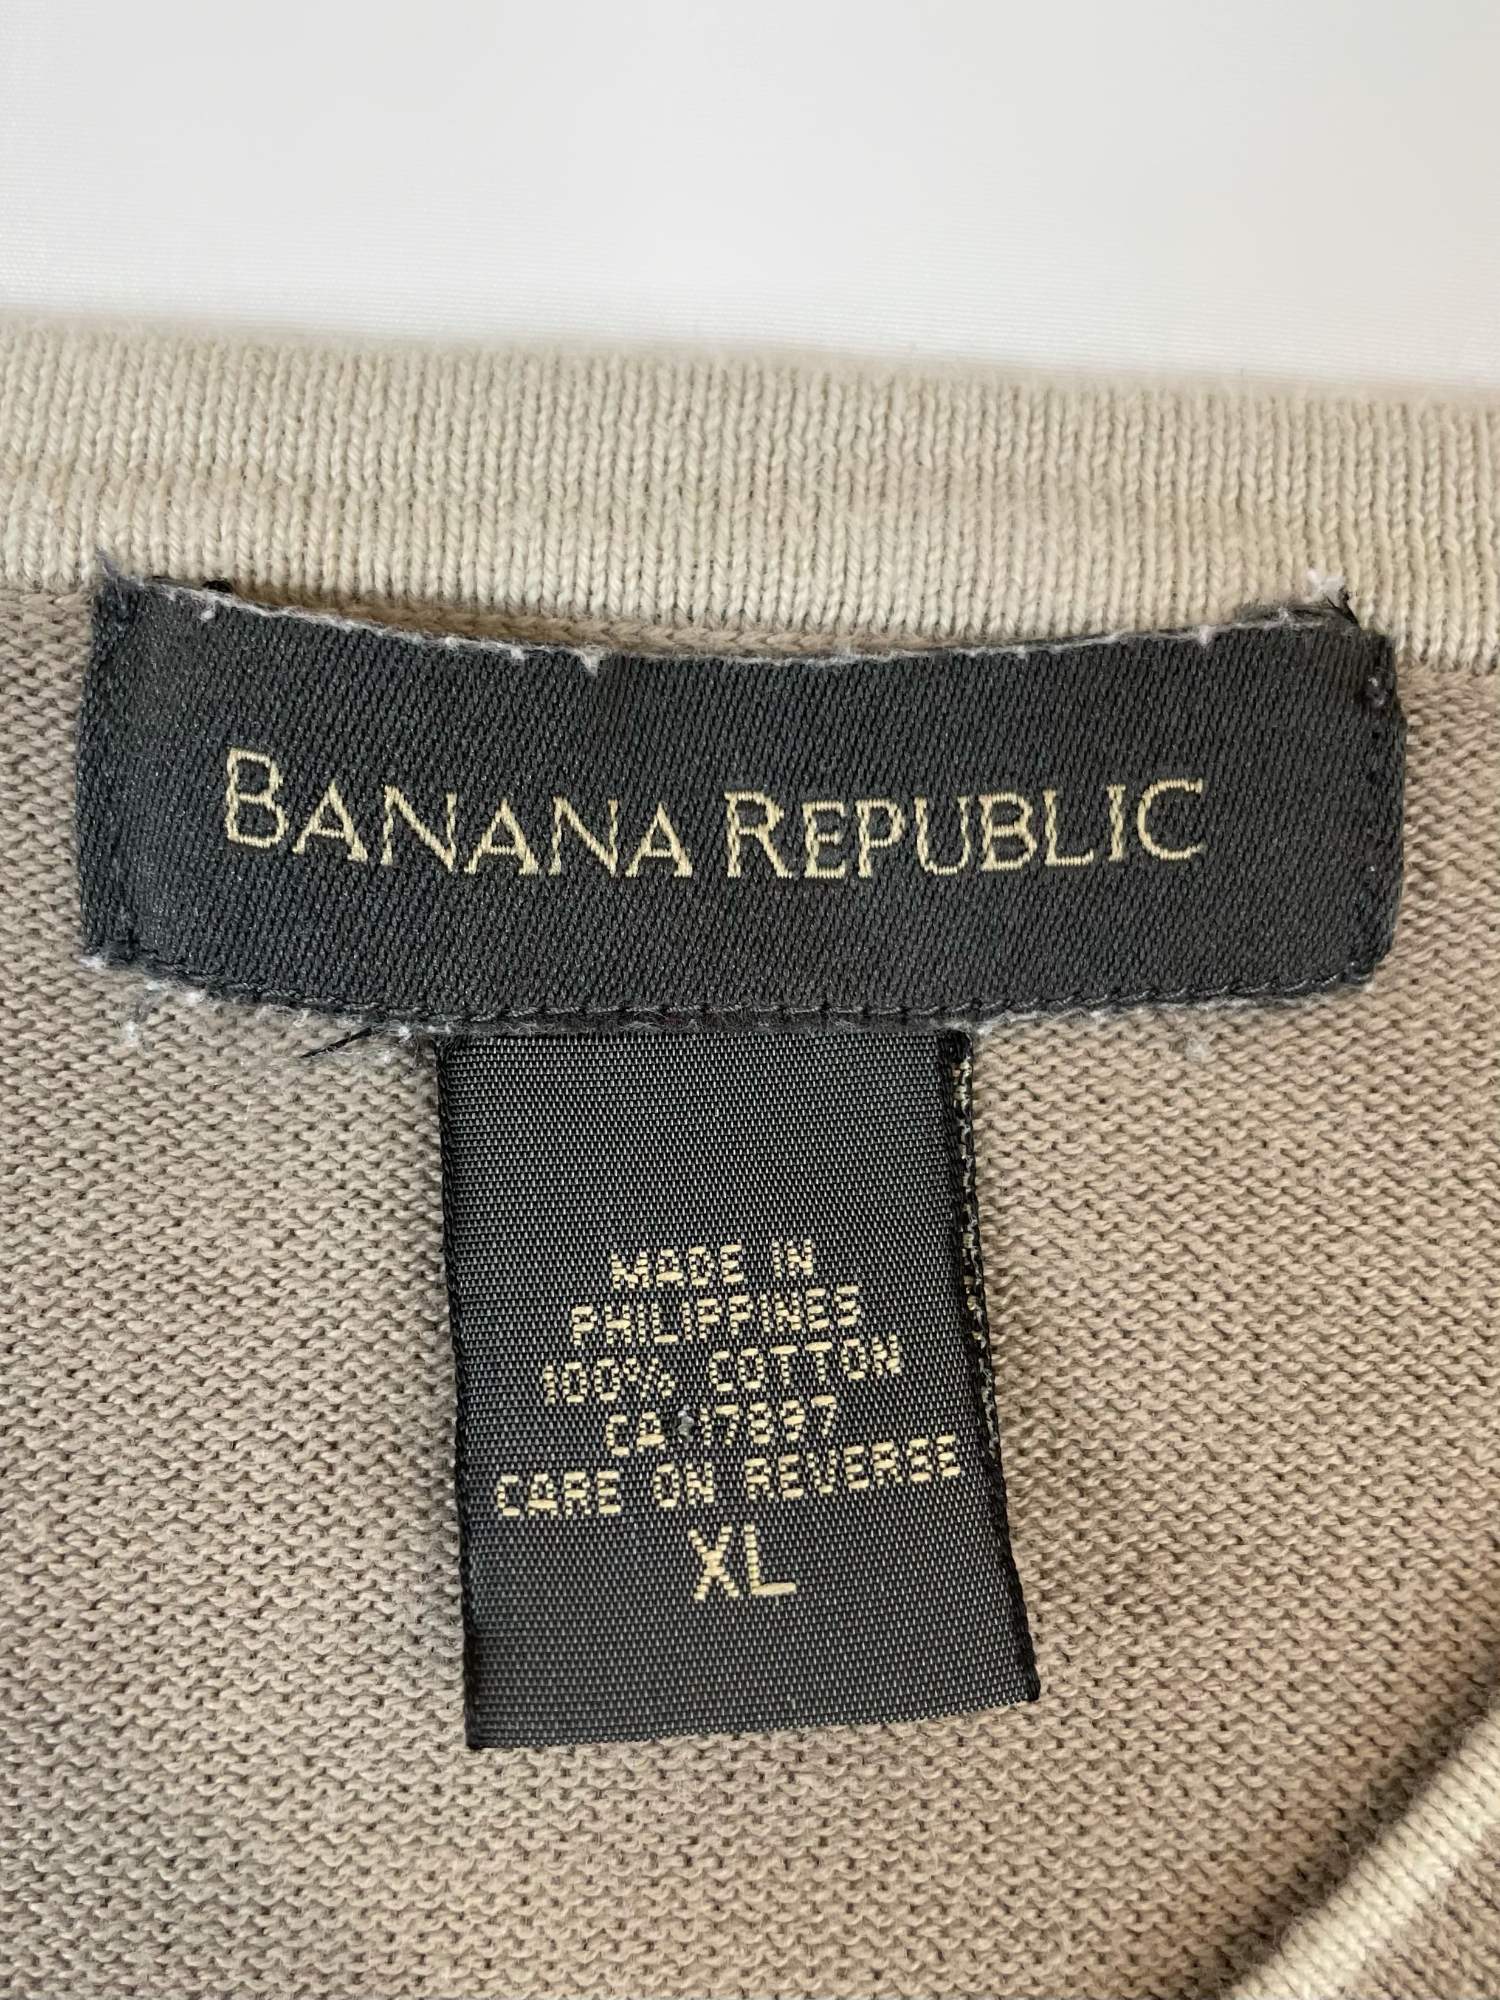 BANANA REPUBLIC
MADE IN
PHILIPPINES
100% COTTON
CA 17897
CARE ON REVERSE
XL